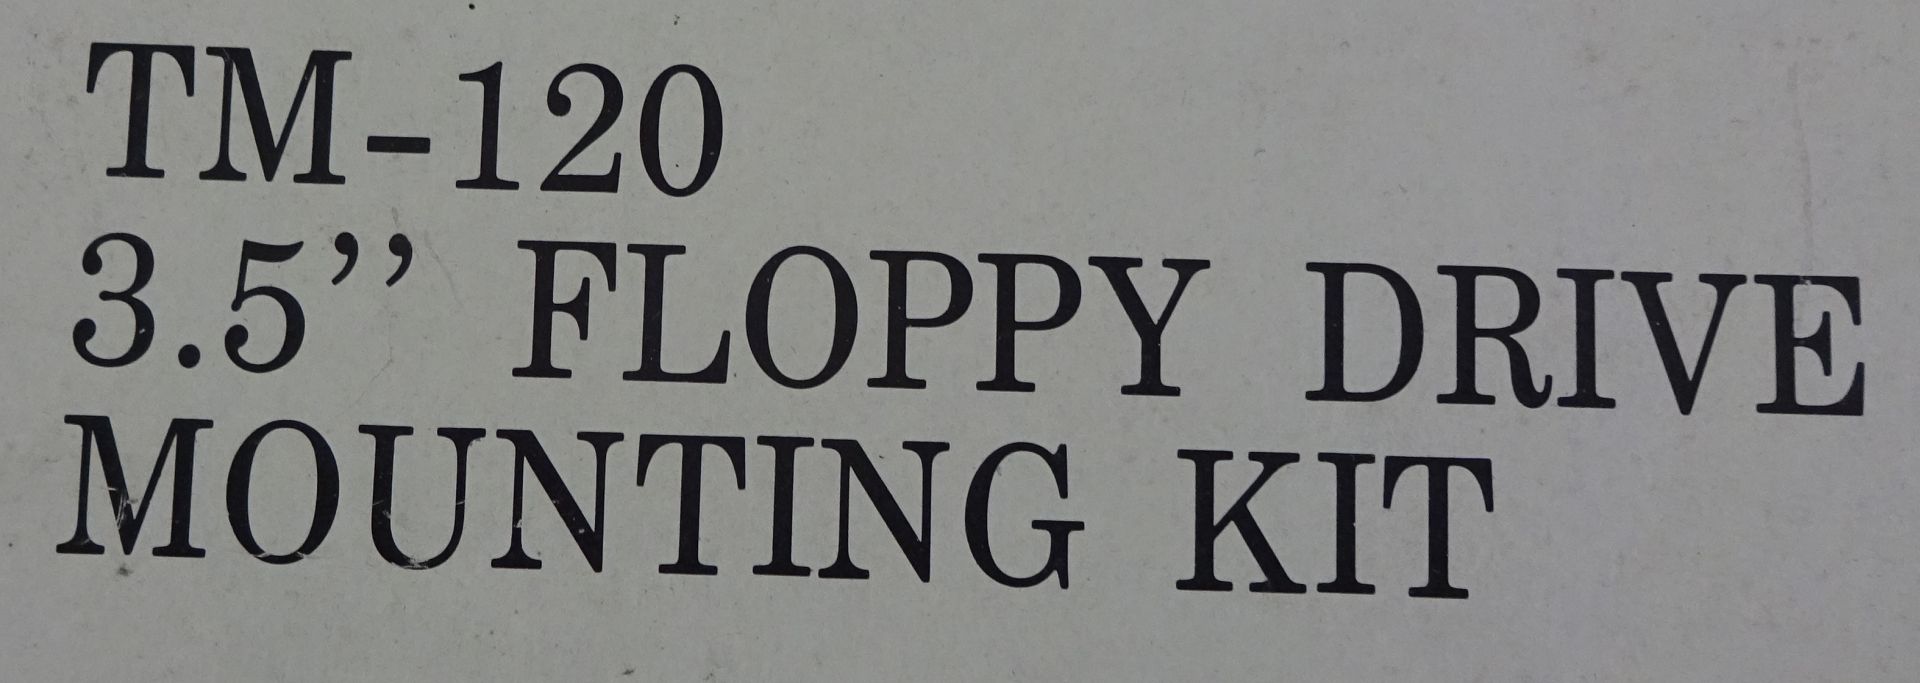 TM-120
3.5” FLOPPY DRIVE
MOUNTING KIT